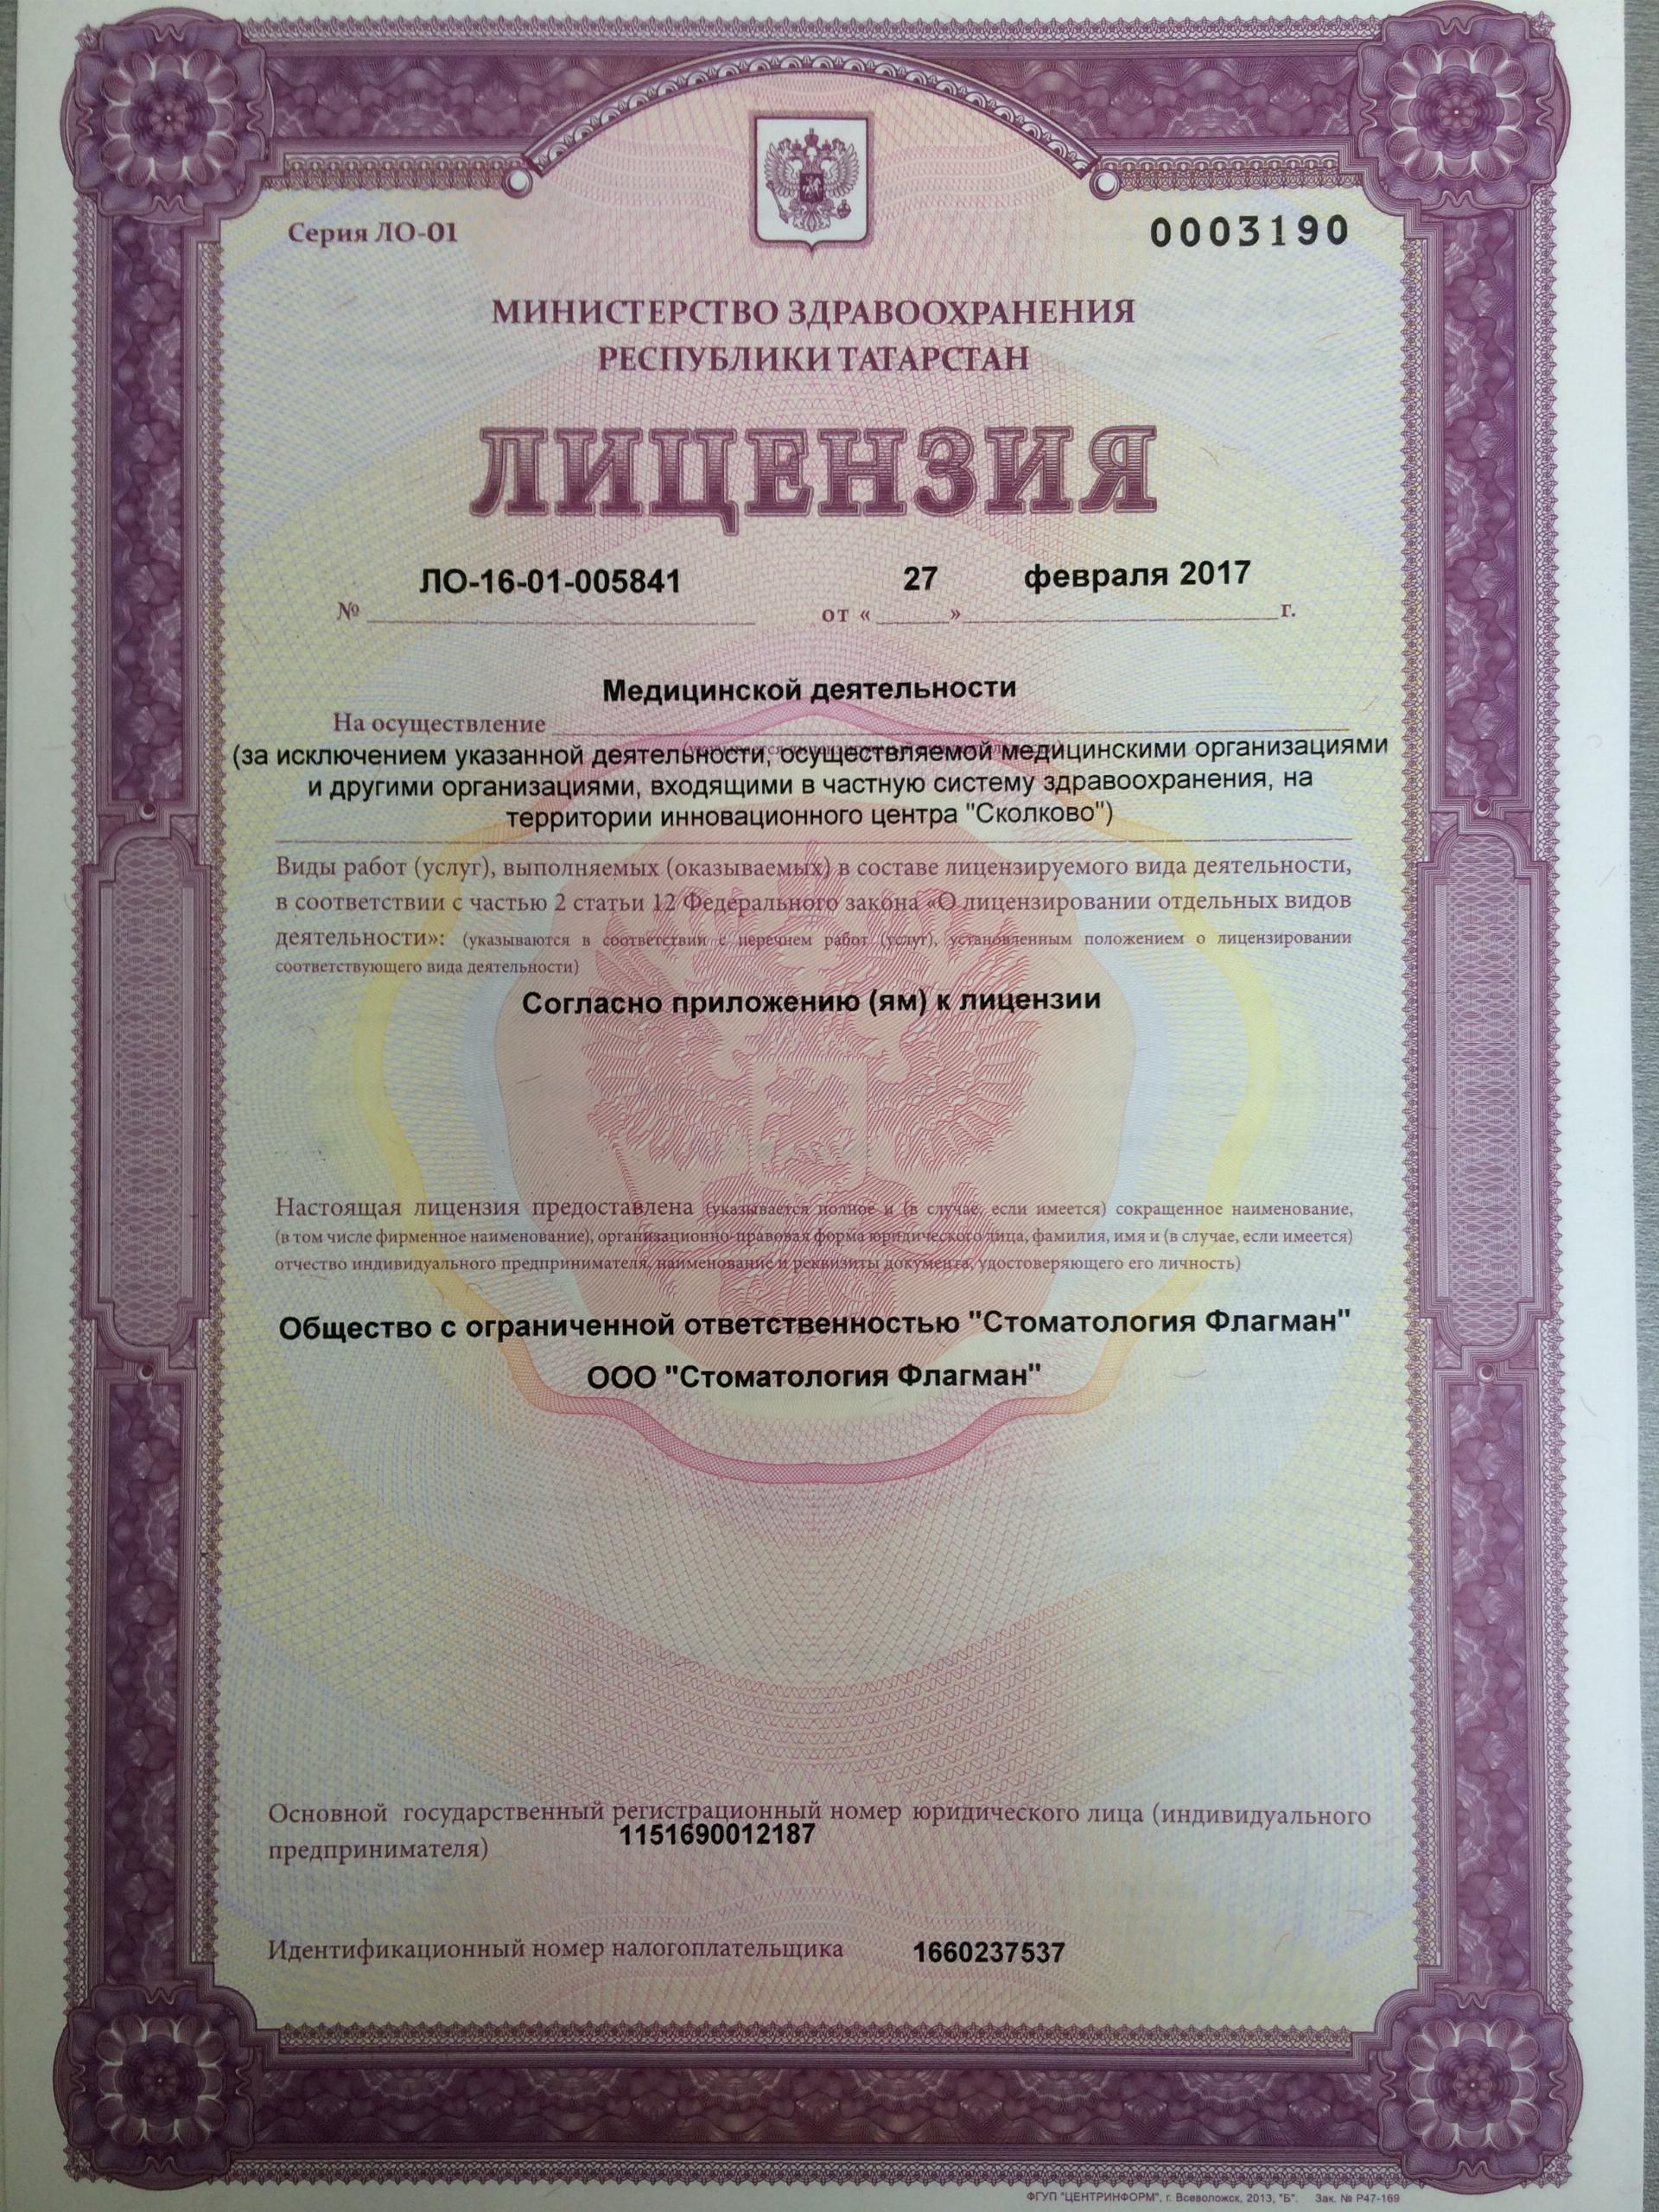 Серия ЛО-01
0003190
МИНИСТЕРСТВО ЗДРАВООХРАНЕНИЯ
РЕСПУБЛИКИ ТАТАРСТАН
ЛИЦЕНЗИЯ
№ ЛО-16-01-005841 от « 27 » февраля 2017 г.
Медицинской деятельности
На осуществление
(за исключением указанной деятельности, осуществляемой медицинскими организациями
и другими организациями, входящими в частную систему здравоохранения, на
территории инновационного центра "Сколково")
Виды работ (услуг), выполняемых (оказываемых) в составе лицензируемого вида деятельности,
в соответствии с частью 2 статьи 12 Федерального закона «О лицензировании отдельных видов
деятельности»: (указываются в соответствии с перечнем работ (услуг), установленным положением о лицензировании
соответствующего вида деятельности)
Согласно приложению (ям) к лицензии
Настоящая лицензия предоставлена (указывается полное и (в случае, если имеется) сокращенное наименование,
(в том числе фирменное наименование), организационно-правовая форма юридического лица, фамилия, имя и (в случае, если имеется)
отчество индивидуального предпринимателя, наименование и реквизиты документа, удостоверяющего его личность)
Общество с ограниченной ответственностью "Стоматология Флагман"
ООО "Стоматология Флагман"
Основной государственный регистрационный номер юридического лица (индивидуального
предпринимателя) 1151690012187
Идентификационный номер налогоплательщика 1660237537
ФГУП "ЦЕНТРИНФОРМ", г. Всеволожск, 2013, "Б". Зак. № Р47-169